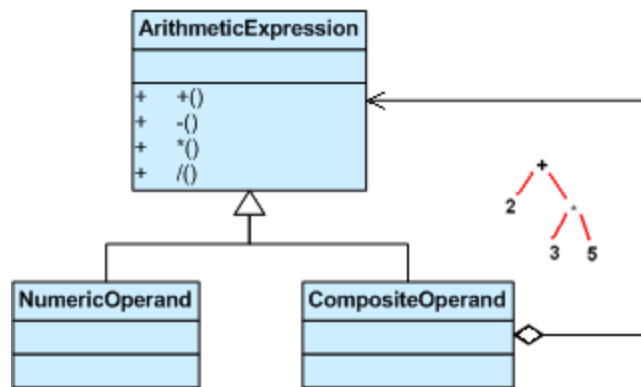 ArithmeticExpression
+ +()
+ -()
+ *()
+ /()
+
2
*
3 5
NumericOperand
CompositeOperand